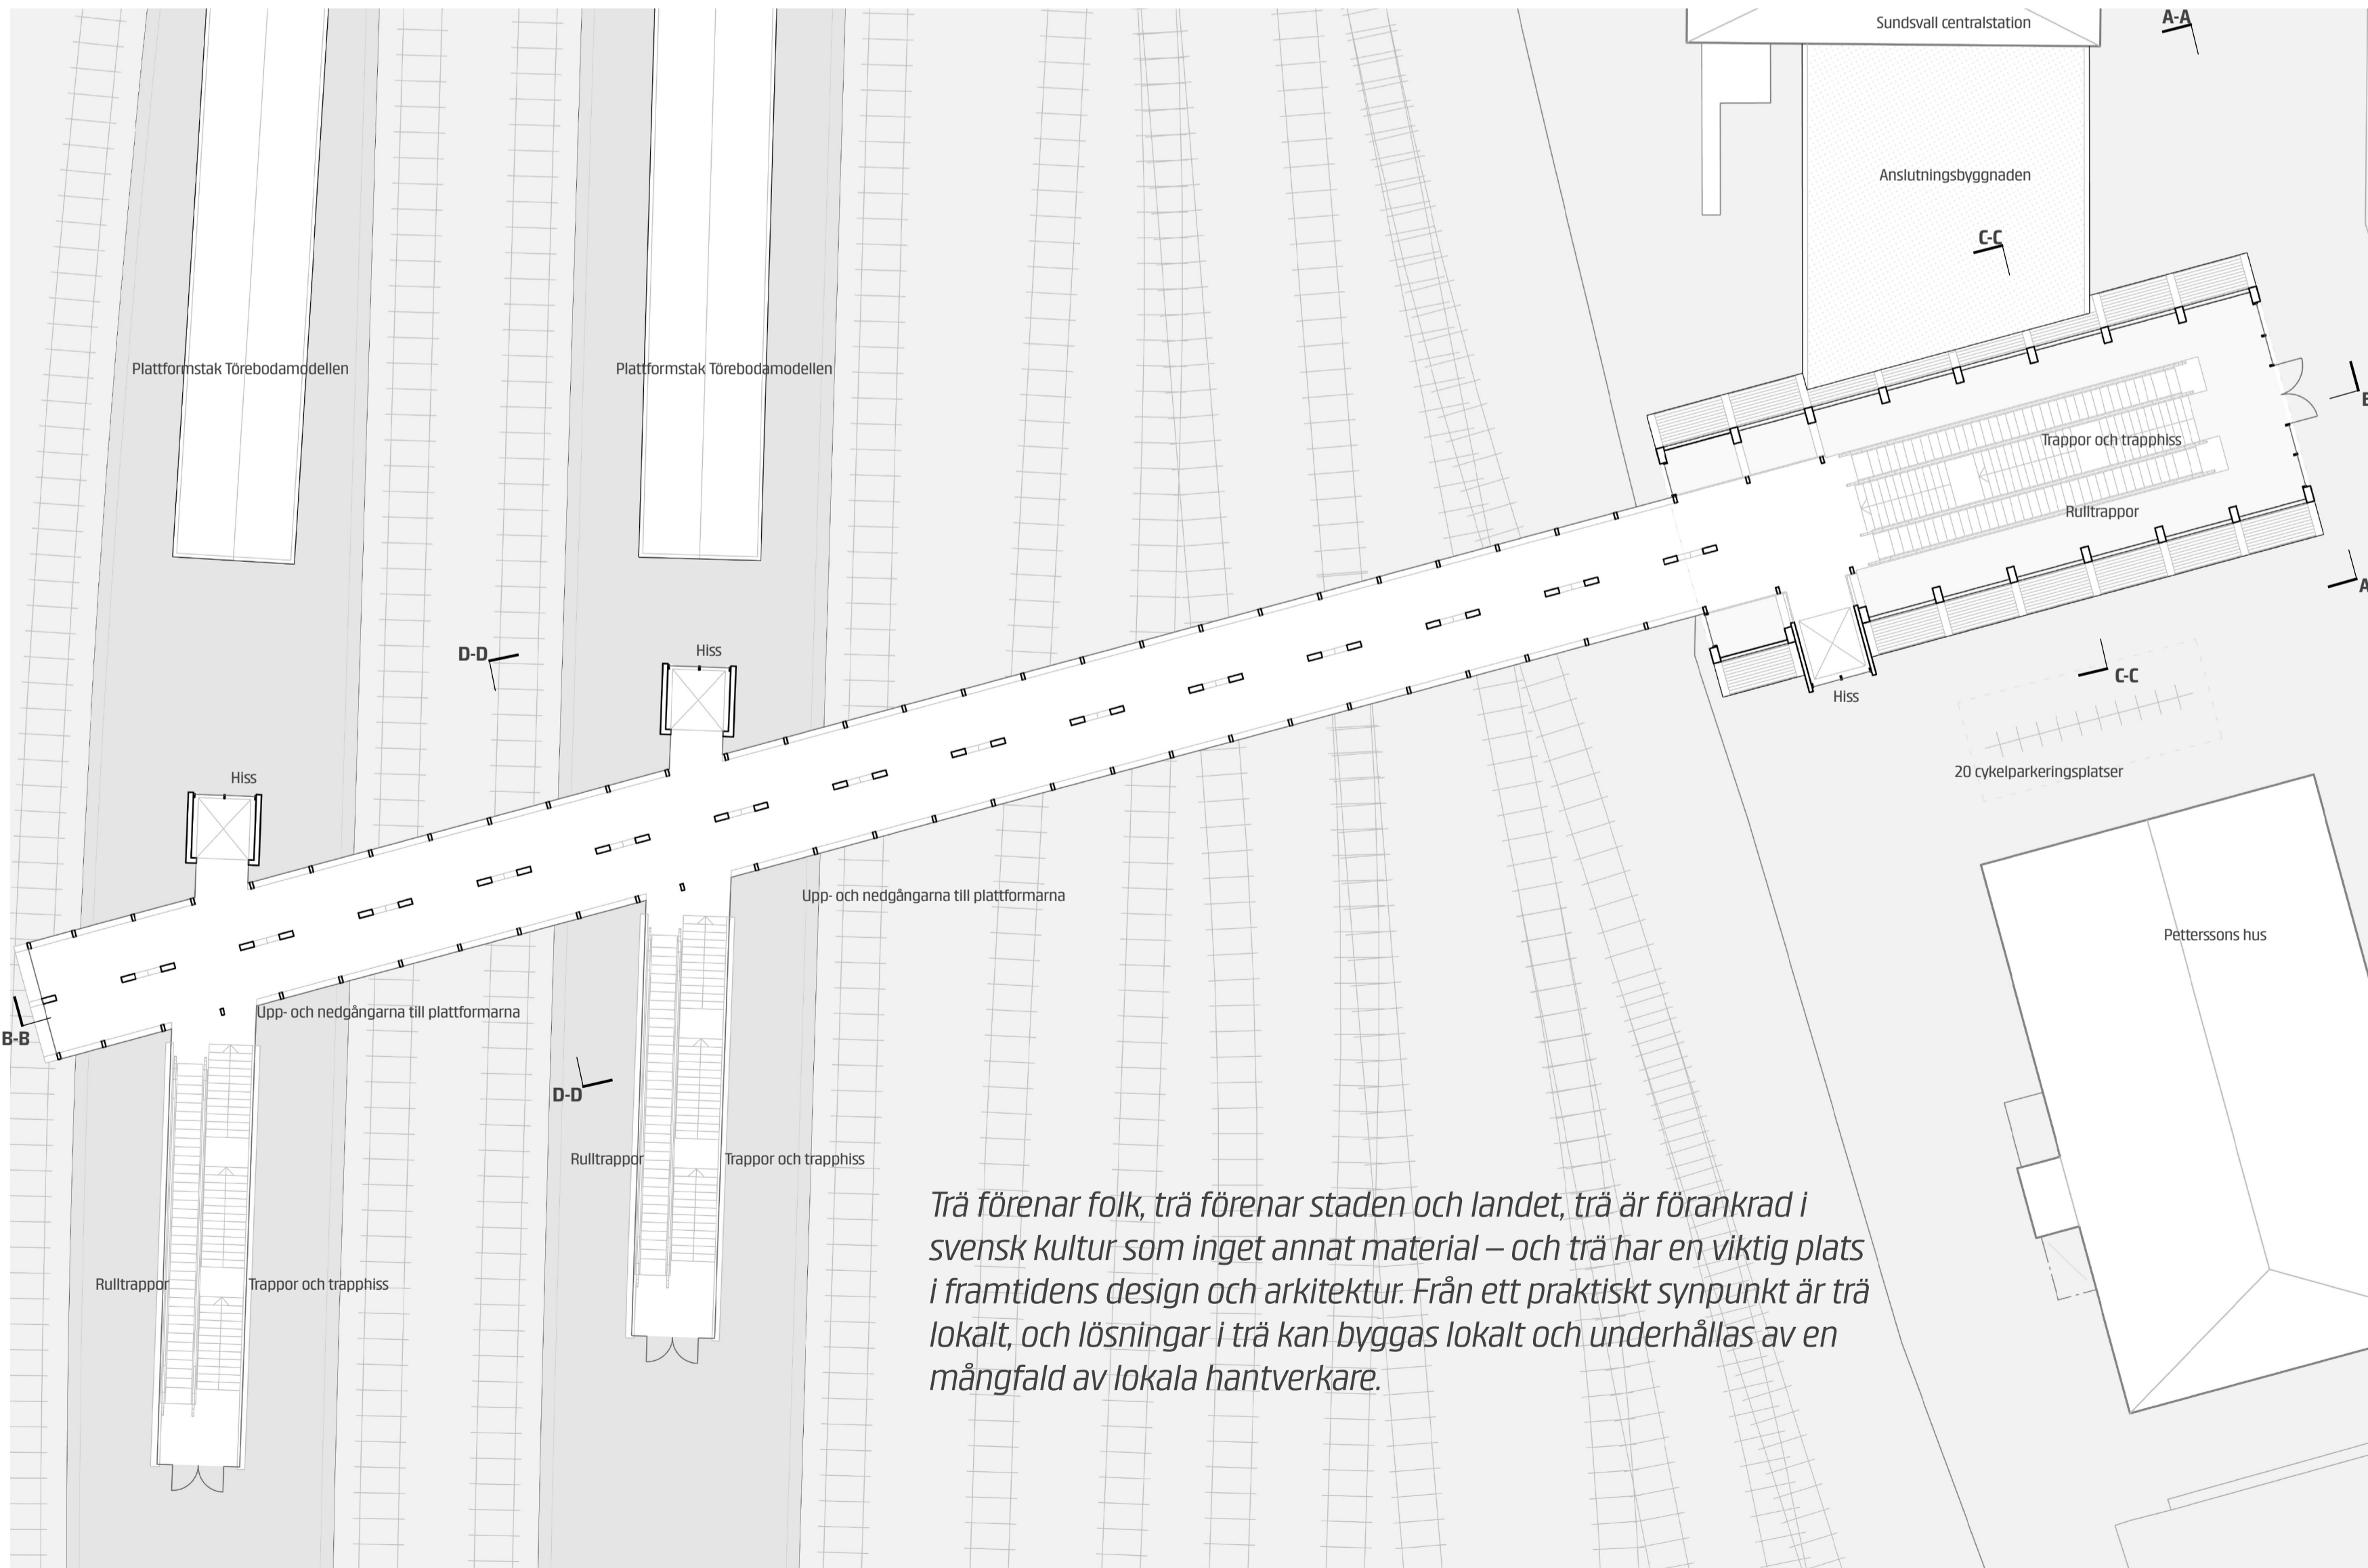 Sundsvall centralstation
A-A
Anslutningsbyggnaden
C-C
Plattformstak Törebodamodellen
Plattformstak Törebodamodellen
B
Trappor och trapphiss
Rulltrappor
A
D-D
Hiss
C-C
Hiss
Hiss
20 cykelparkeringsplatser
Upp- och nedgångarna till plattformarna
Petterssons hus
Upp- och nedgångarna till plattformarna
B-B
D-D
Rulltrappor
Trappor och trapphiss
Rulltrappor
Trappor och trapphiss
Trä förenar folk, trä förenar staden och landet, trä är förankrad i
svensk kultur som inget annat material – och trä har en viktig plats
i framtidens design och arkitektur. Från ett praktiskt synpunkt är trä
lokalt, och lösningar i trä kan byggas lokalt och underhållas av en
mångfald av lokala hantverkare.